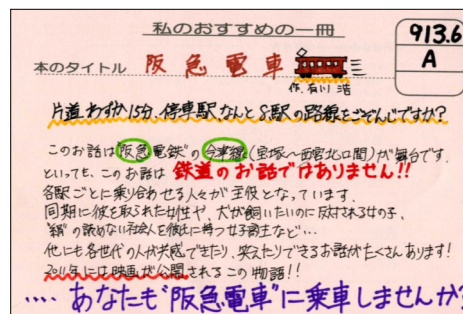 私のおすすめの一冊
913.6
A
本のタイトル 阪急電車
作.有川 浩
片道わずか15分、停車駅、なんと8駅の路線をごぞんじですか?
このお話は"阪急電鉄"の今津線(宝塚〜西宮北口間)が舞台です。
といっても、このお話は 鉄道のお話ではありません!!
各駅ごとに乗り合わせる人々が主役となっています。
同期に彼を取られた女性や、犬が飼いたいのに反対される女の子、
の読めない社会人を彼氏に持つ女子高生など…
他にも各世代の人が共感できたり、笑えたりできるお話がたくさんあります!
2011年には映画が公開されるこの物語!!
‥‥あなたも"阪急電車"に乗車しませんか?